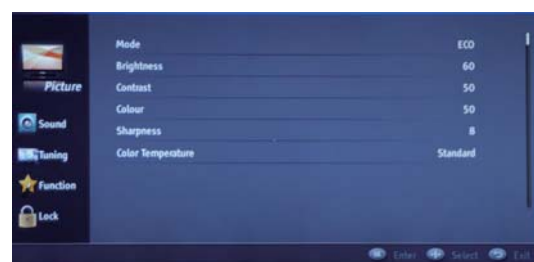 Mode ECO
Brightness 60
Picture
Contrast 50
Colour 50
Sound
Sharpness 8
Tuning
Color Temperature Standard
Function
Lock
Enter Select Exit